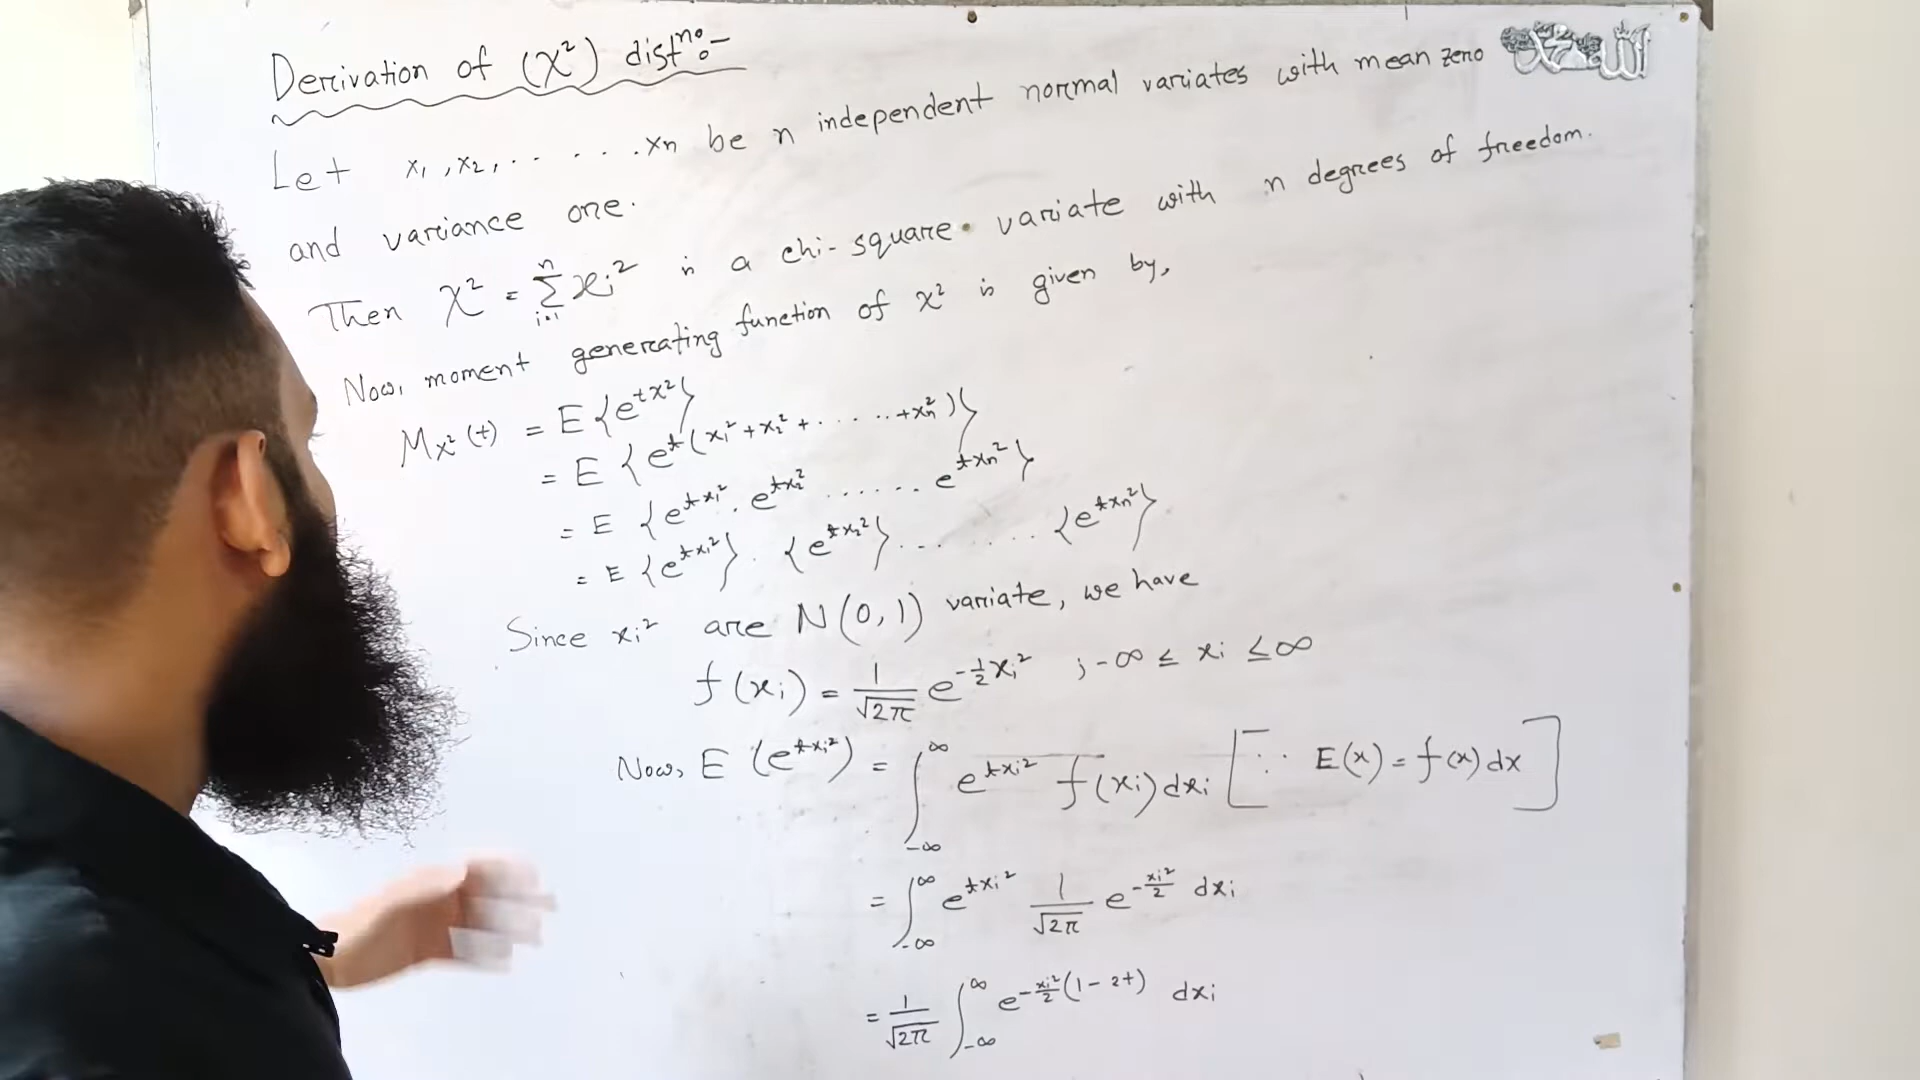 Derivation of (χ²) distⁿ⁰:-
Let x₁, x₂, . . . . . . xₙ be n independent normal variates with mean zero
and variance one.
Then χ² = Σᵢ₌₁ⁿ xᵢ² is a chi-square variate with n degrees of freedom.
Now, moment generating function of χ² is given by,
M_χ²(t) = E{e^{tχ²}}
= E{e^{t(x₁²+x₂²+ . . . . . +xₙ²)}}
= E{e^{tx₁²} . e^{tx₂²} . . . . . . e^{txₙ²}}
= E{e^{tx₁²}} . {e^{tx₂²}} . . . . . . . {e^{txₙ²}}
Since xᵢ² are N(0,1) variate, we have
f(xᵢ) = 1/√2π e^{-½xᵢ²} ; -∞ ≤ xᵢ ≤ ∞
Now, E(e^{txᵢ²}) = ∫_{-∞}^{∞} e^{txᵢ²} f(xᵢ) dxᵢ [∵ E(x) = f(x) dx]
= ∫_{-∞}^{∞} e^{txᵢ²} 1/√2π e^{-xᵢ²/2} dxᵢ
= 1/√2π ∫_{-∞}^{∞} e^{-xᵢ²/2 (1-2t)} dxᵢ